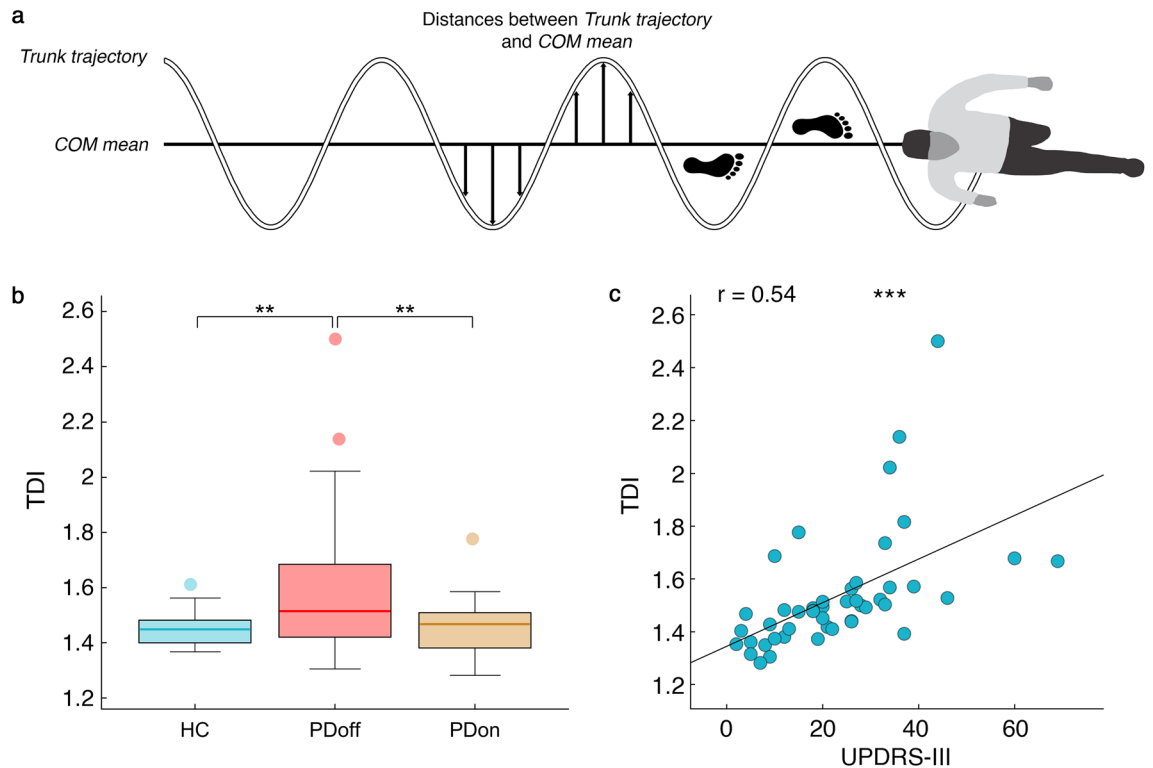 a
Distances between Trunk trajectory
and COM mean
Trunk trajectory
COM mean
b
**
**
2.6
2.4
2.2
2
1.8
1.6
1.4
1.2
TDI
HC
PDoff
PDon
c
r = 0.54
***
2.6
2.4
2.2
2
1.8
1.6
1.4
1.2
TDI
0
20
40
60
UPDRS-III